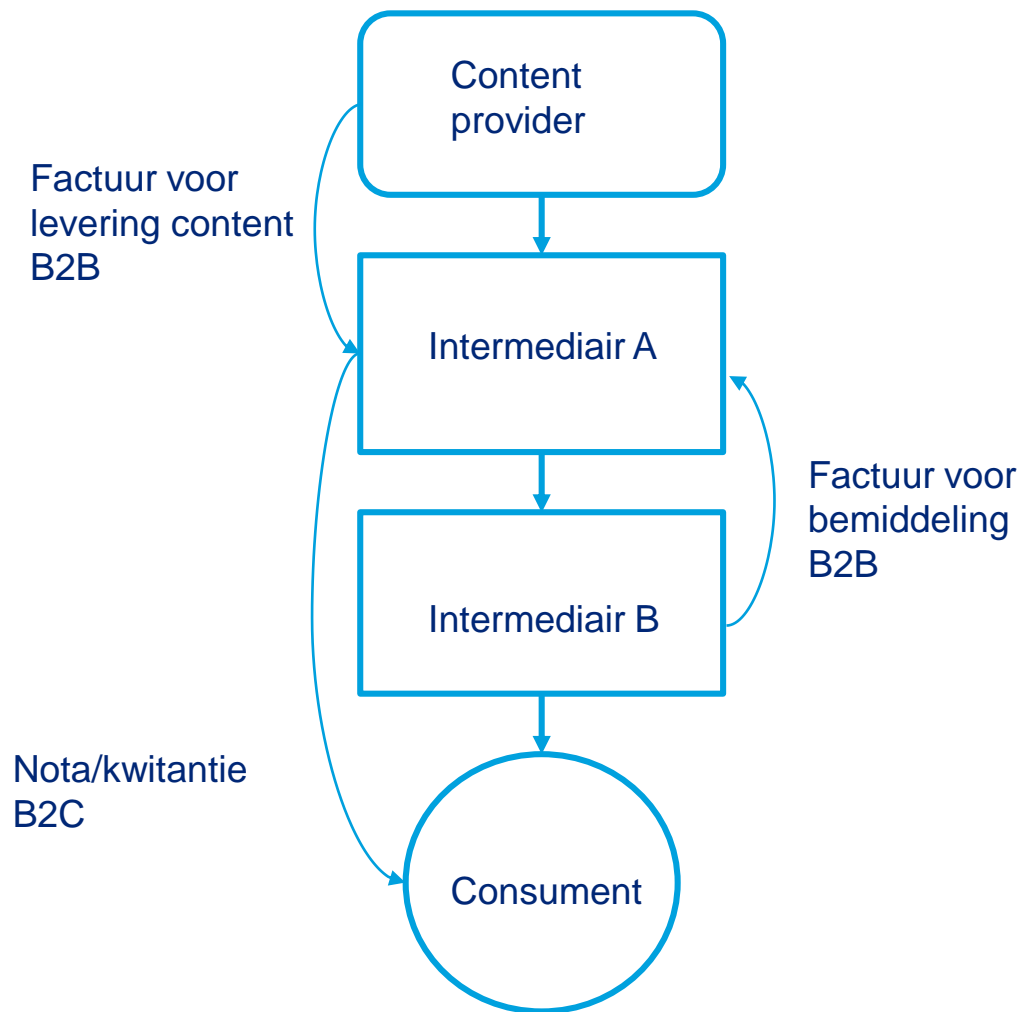 Content
provider
Factuur voor
levering content
B2B
Intermediair A
Factuur voor
bemiddeling
B2B
Intermediair B
Nota/kwitantie
B2C
Consument